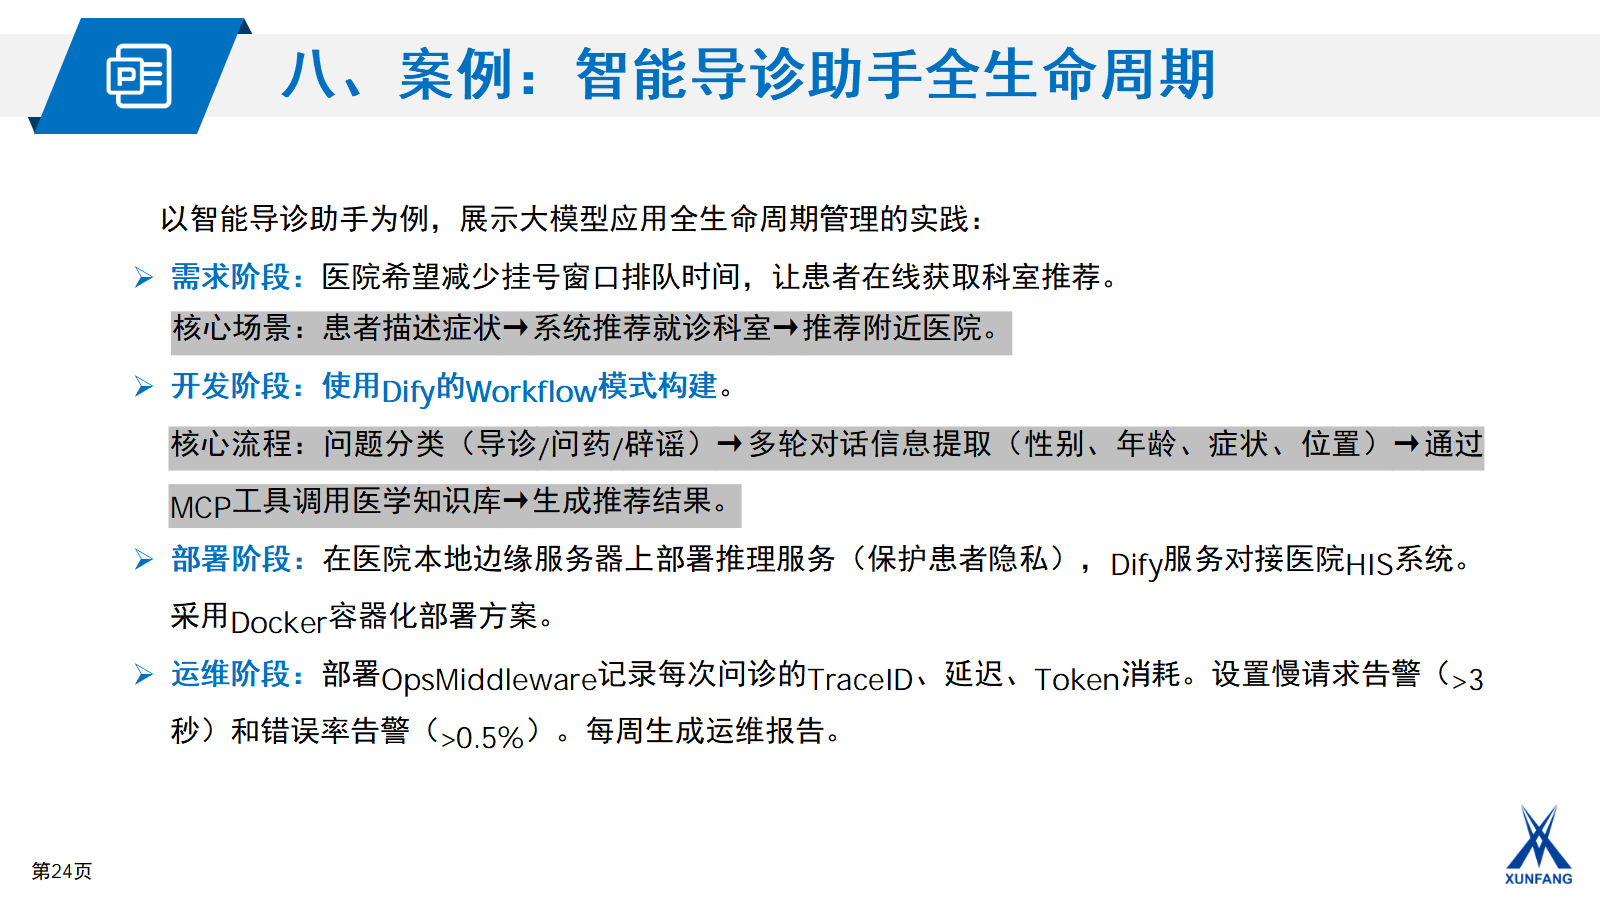 八、案例：智能导诊助手全生命周期
以智能导诊助手为例，展示大模型应用全生命周期管理的实践：
需求阶段：医院希望减少挂号窗口排队时间，让患者在线获取科室推荐。
核心场景：患者描述症状→系统推荐就诊科室→推荐附近医院。
开发阶段：使用Dify的Workflow模式构建。
核心流程：问题分类（导诊/问药/辟谣）→多轮对话信息提取（性别、年龄、症状、位置）→通过
MCP工具调用医学知识库→生成推荐结果。
部署阶段：在医院本地边缘服务器上部署推理服务（保护患者隐私），Dify服务对接医院HIS系统。
采用Docker容器化部署方案。
运维阶段：部署OpsMiddleware记录每次问诊的TraceID、延迟、Token消耗。设置慢请求告警（>3
秒）和错误率告警（>0.5%）。每周生成运维报告。
第24页
XUNFANG